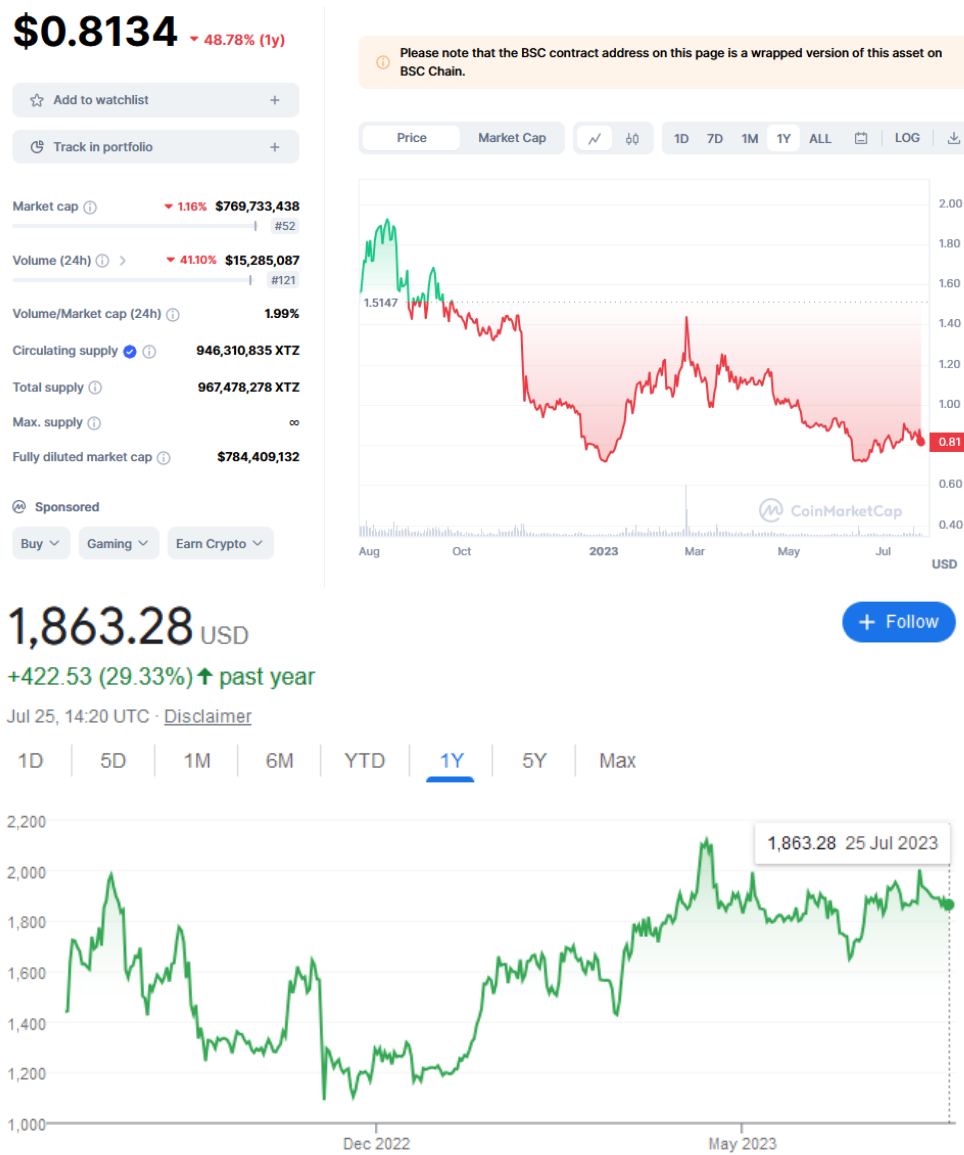 $0.8134 48.78% (1y)
Add to watchlist +
Track in portfolio +
Market cap 1.16% $769,733,438
#52
Volume (24h) 41.10% $15,285,087
#121
Volume/Market cap (24h) 1.99%
Circulating supply 946,310,835 XTZ
Total supply 967,478,278 XTZ
Max. supply ∞
Fully diluted market cap $784,409,132
Sponsored
Buy Gaming Earn Crypto
Please note that the BSC contract address on this page is a wrapped version of this asset on
BSC Chain.
Price Market Cap 1D 7D 1M 1Y ALL LOG
2.00
1.80
1.60
1.5147
1.40
1.20
1.00
0.81
0.60
CoinMarketCap
0.40
Aug Oct 2023 Mar May Jul
USD
1,863.28 USD
+ Follow
+422.53 (29.33%) past year
Jul 25, 14:20 UTC · Disclaimer
1D 5D 1M 6M YTD 1Y 5Y Max
2,200
1,863.28 25 Jul 2023
2,000
1,800
1,600
1,400
1,200
1,000
Dec 2022 May 2023